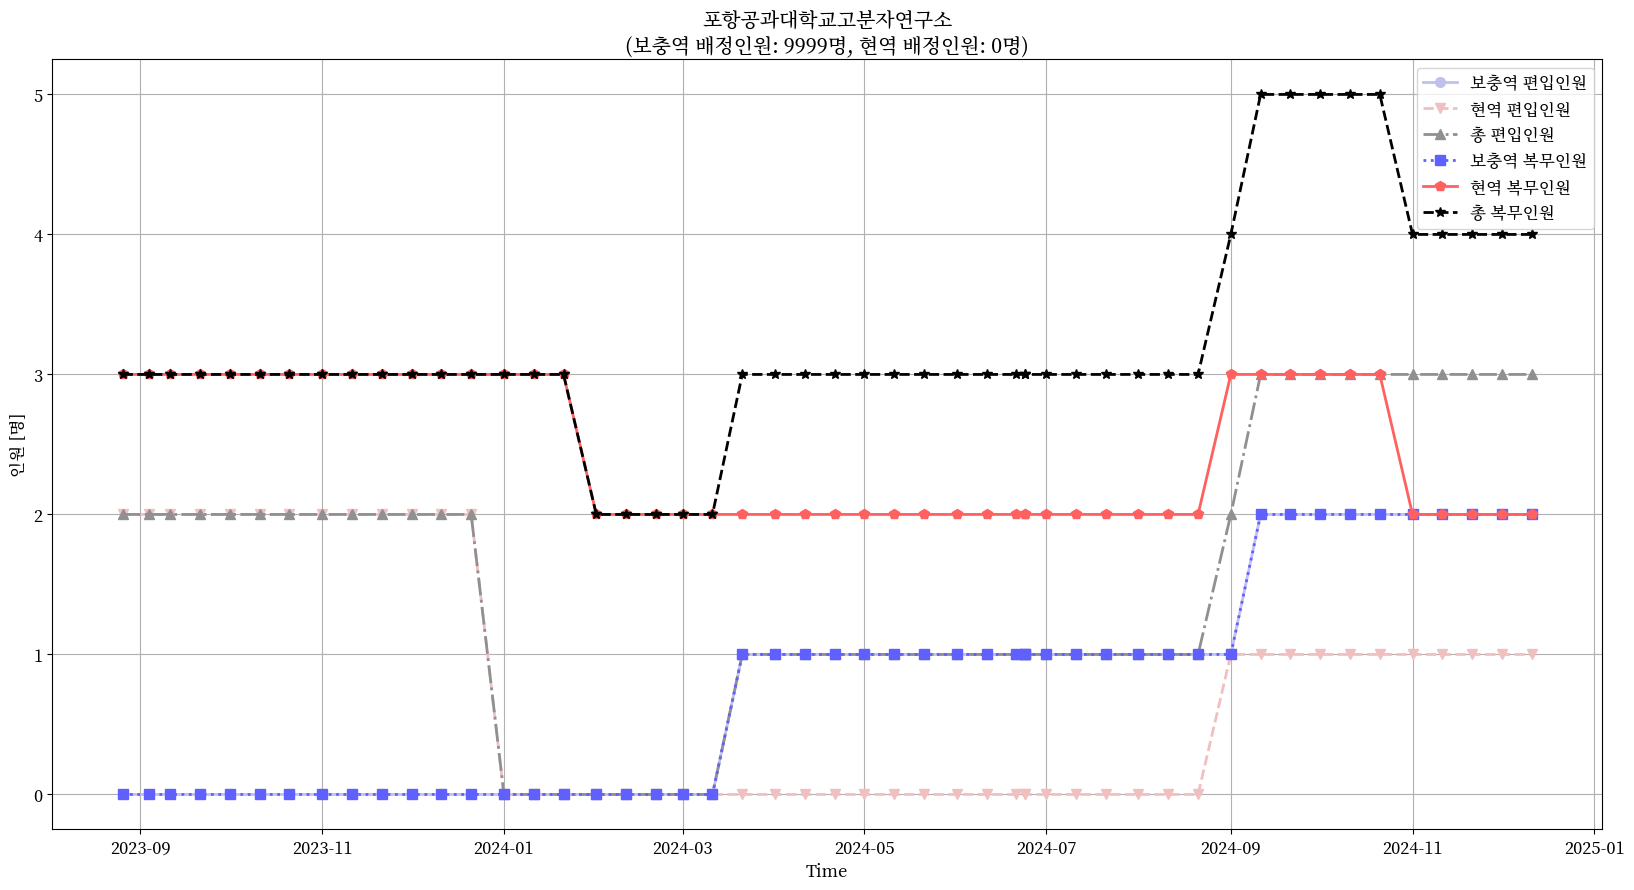 포항공과대학교고분자연구소
(보충역 배정인원: 9999명, 현역 배정인원: 0명)
보충역 편입인원
현역 편입인원
총 편입인원
보충역 복무인원
현역 복무인원
총 복무인원
5
4
3
2
1
0
인원 [명]
2023-09
2023-11
2024-01
2024-03
2024-05
2024-07
2024-09
2024-11
2025-01
Time